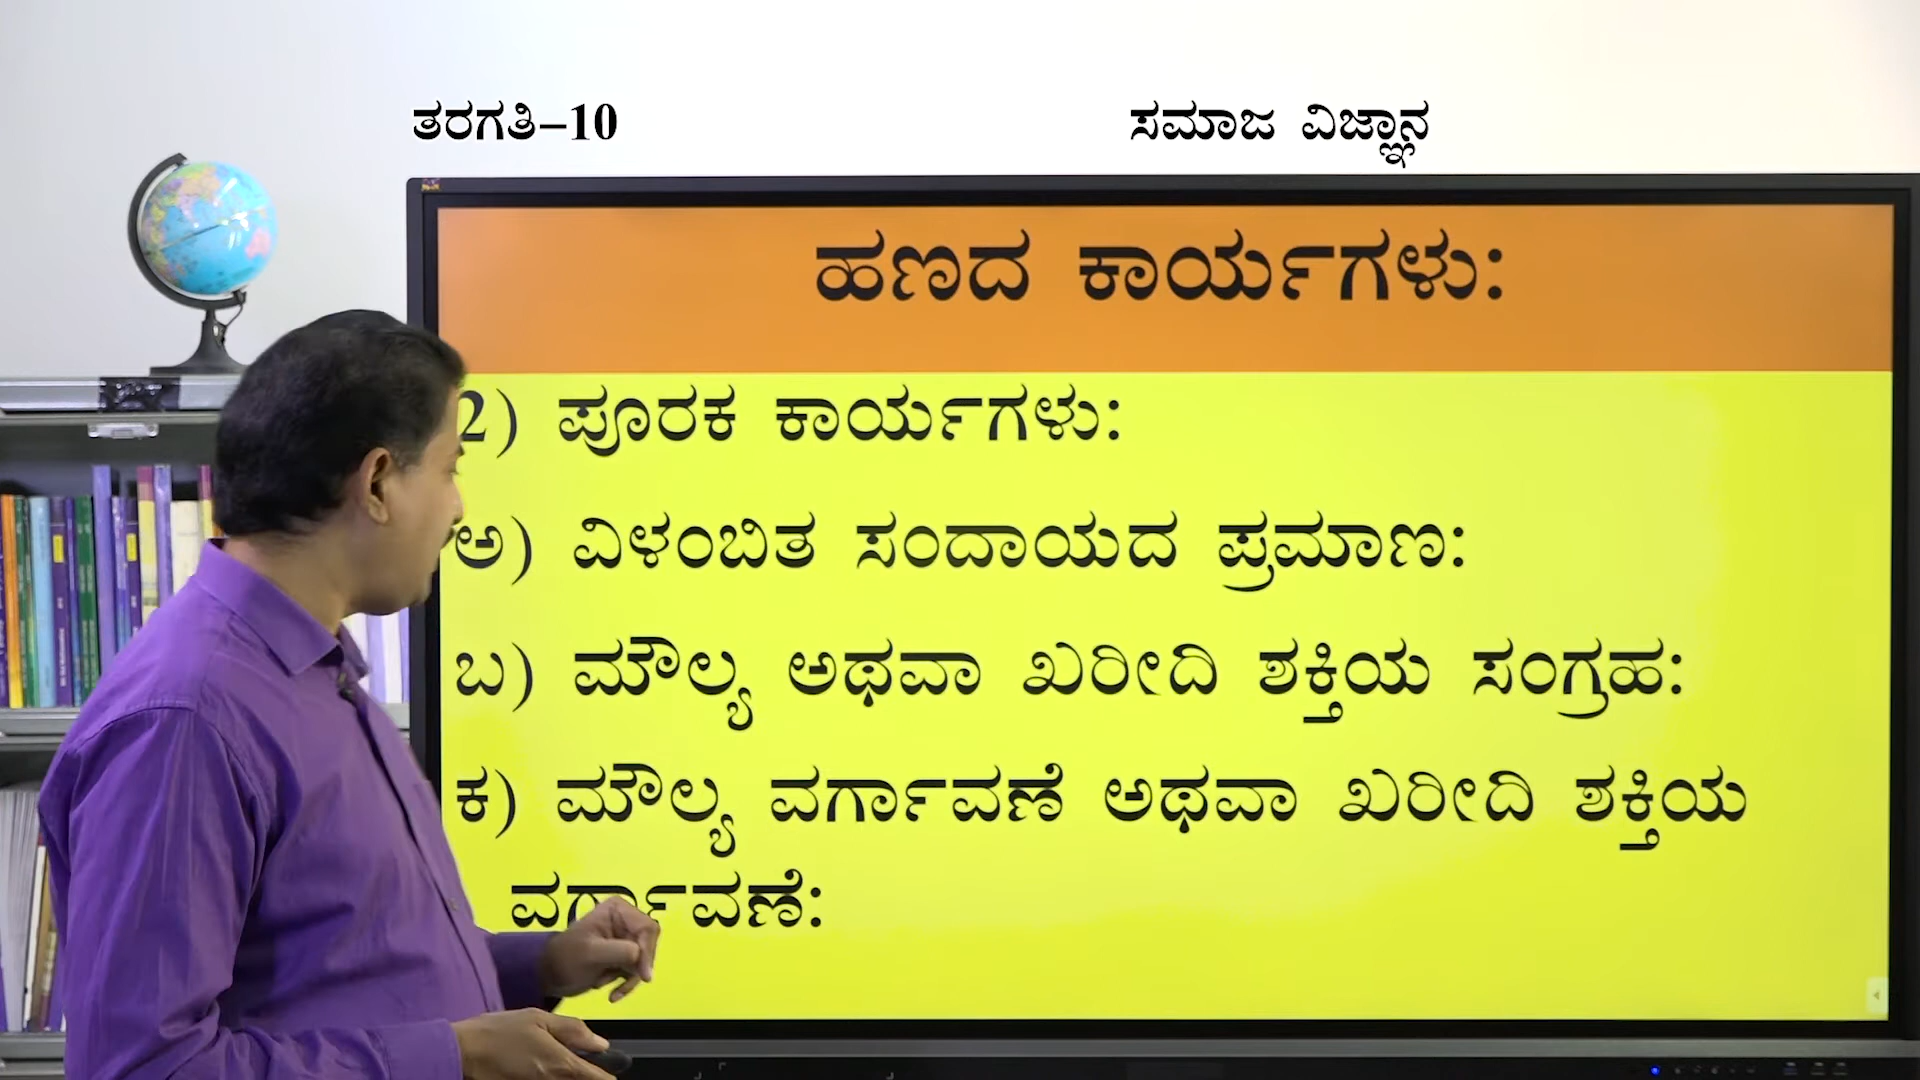 ತರಗತಿ–10
ಸಮಾಜ ವಿಜ್ಞಾನ
ಹಣದ ಕಾರ್ಯಗಳು:
2) ಪೂರಕ ಕಾರ್ಯಗಳು:
ಅ) ವಿಳಂಬಿತ ಸಂದಾಯದ ಪ್ರಮಾಣ:
ಬ) ಮೌಲ್ಯ ಅಥವಾ ಖರೀದಿ ಶಕ್ತಿಯ ಸಂಗ್ರಹ:
ಕ) ಮೌಲ್ಯ ವರ್ಗಾವಣೆ ಅಥವಾ ಖರೀದಿ ಶಕ್ತಿಯ
ವರ್ಗಾವಣೆ: